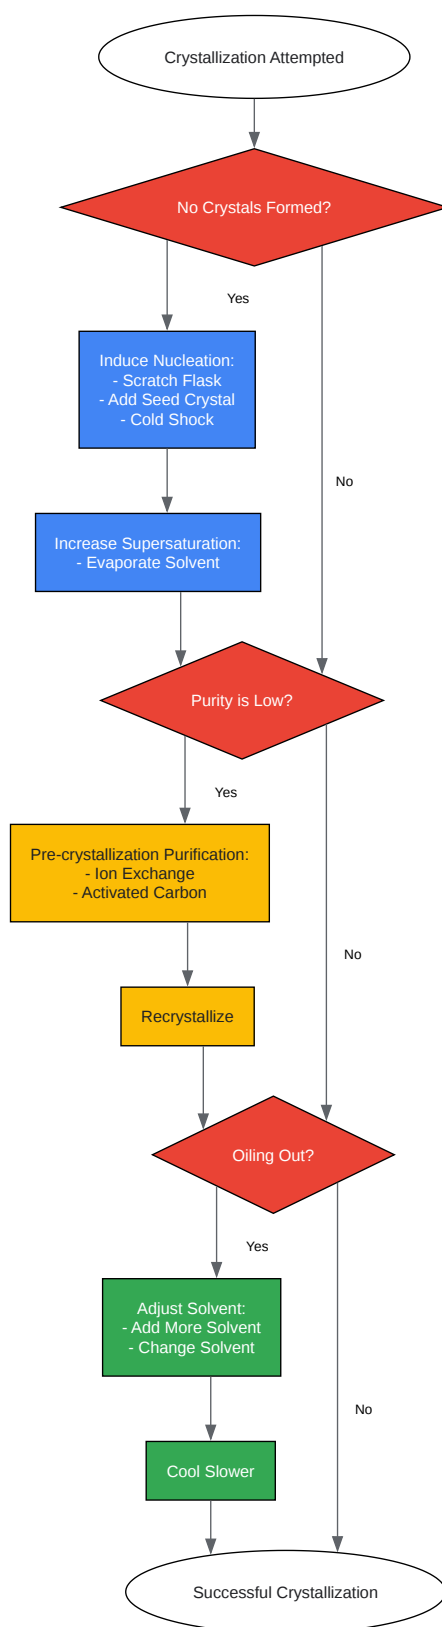 Crystallization Attempted
No Crystals Formed?
Yes
Induce Nucleation:
- Scratch Flask
- Add Seed Crystal
- Cold Shock
No
Increase Supersaturation:
- Evaporate Solvent
Purity is Low?
Yes
Pre-crystallization Purification:
- Ion Exchange
- Activated Carbon
No
Recrystallize
Oiling Out?
Yes
Adjust Solvent:
- Add More Solvent
- Change Solvent
No
Cool Slower
Successful Crystallization